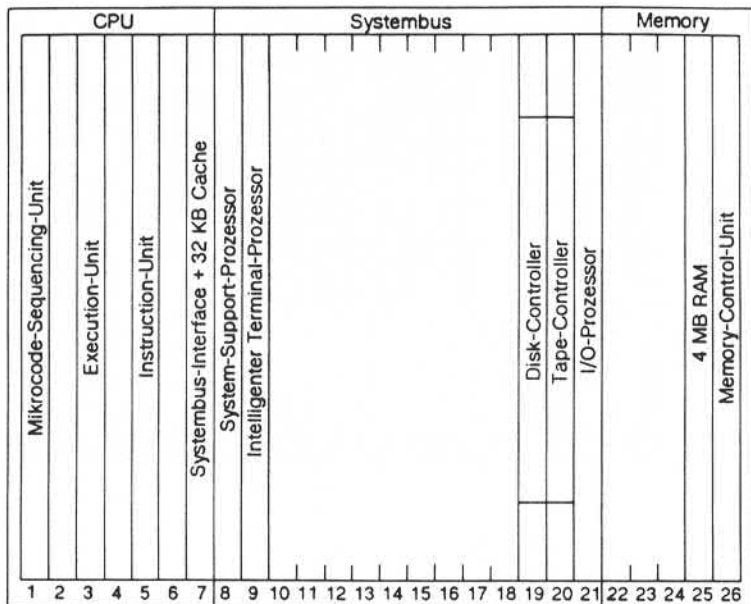 CPU Systembus Memory
Mikrocode-Sequencing-Unit
Execution-Unit
Instruction-Unit
Systembus-Interface + 32 KB Cache
System-Support-Prozessor
Intelligenter Terminal-Prozessor
Disk-Controller
Tape-Controller
I/O-Prozessor
4 MB RAM
Memory-Control-Unit
1 2 3 4 5 6 7 8 9 10 11 12 13 14 15 16 17 18 19 20 21 22 23 24 25 26